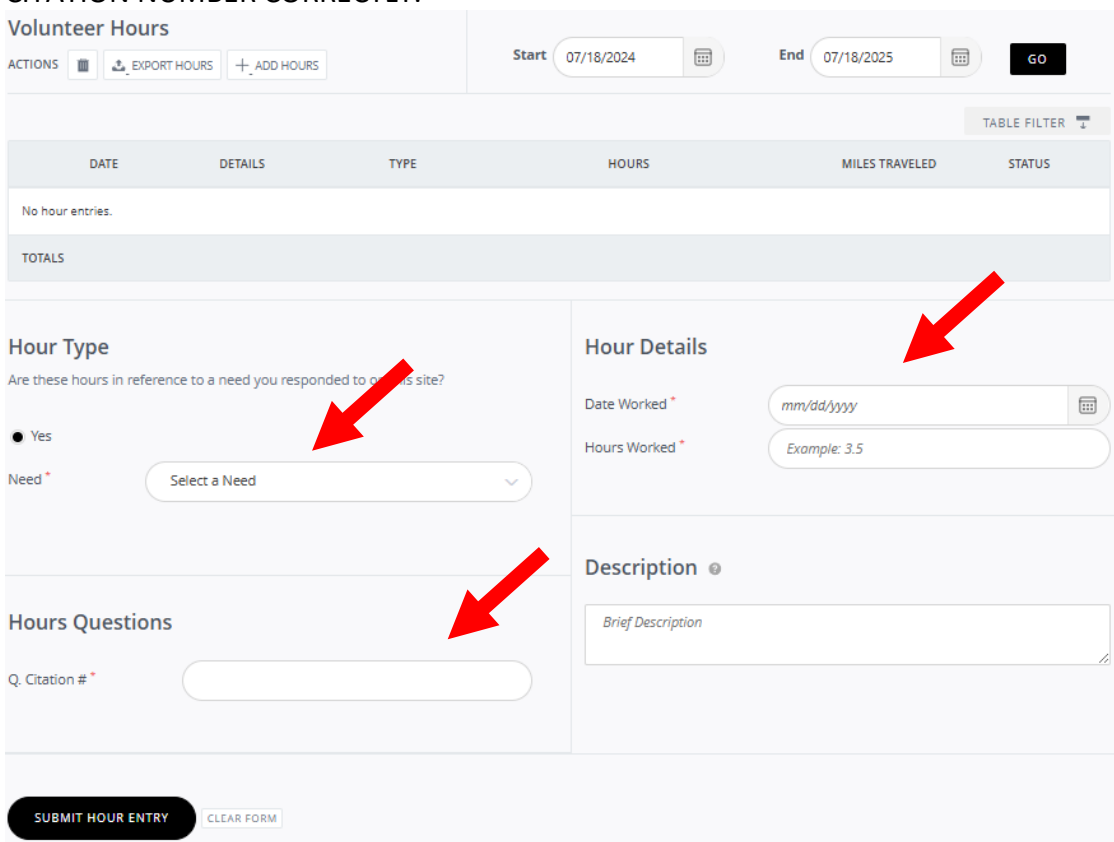 CITATION NUMBER CORRECTLY!
Volunteer Hours
ACTIONS EXPORT HOURS ADD HOURS
Start 07/18/2024 End 07/18/2025 GO
TABLE FILTER
DATE DETAILS TYPE HOURS MILES TRAVELED STATUS
No hour entries.
TOTALS
Hour Type
Are these hours in reference to a need you responded to on this site?
Yes
Need *
Select a Need
Hour Details
Date Worked * mm/dd/yyyy
Hours Worked * Example: 3.5
Hours Questions
Q. Citation # *
Description
Brief Description
SUBMIT HOUR ENTRY CLEAR FORM